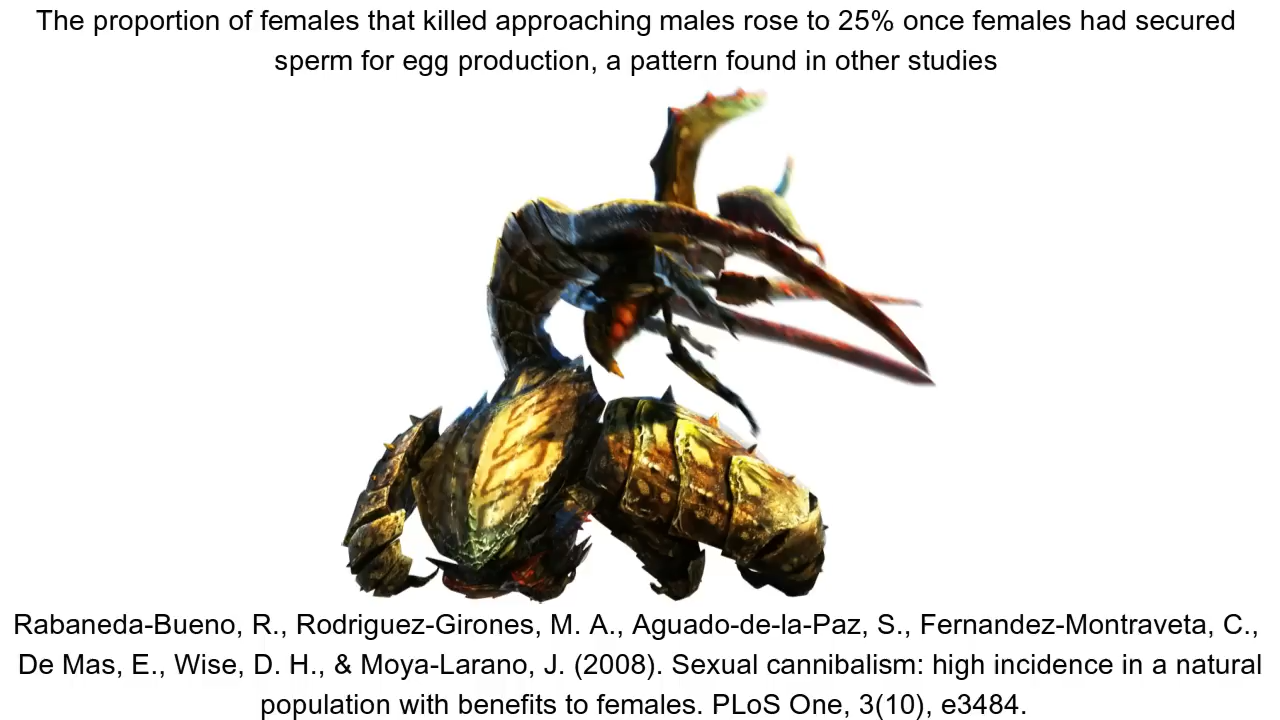 The proportion of females that killed approaching males rose to 25% once females had secured
sperm for egg production, a pattern found in other studies
Rabaneda-Bueno, R., Rodriguez-Girones, M. A., Aguado-de-la-Paz, S., Fernandez-Montraveta, C.,
De Mas, E., Wise, D. H., & Moya-Larano, J. (2008). Sexual cannibalism: high incidence in a natural
population with benefits to females. PLoS One, 3(10), e3484.